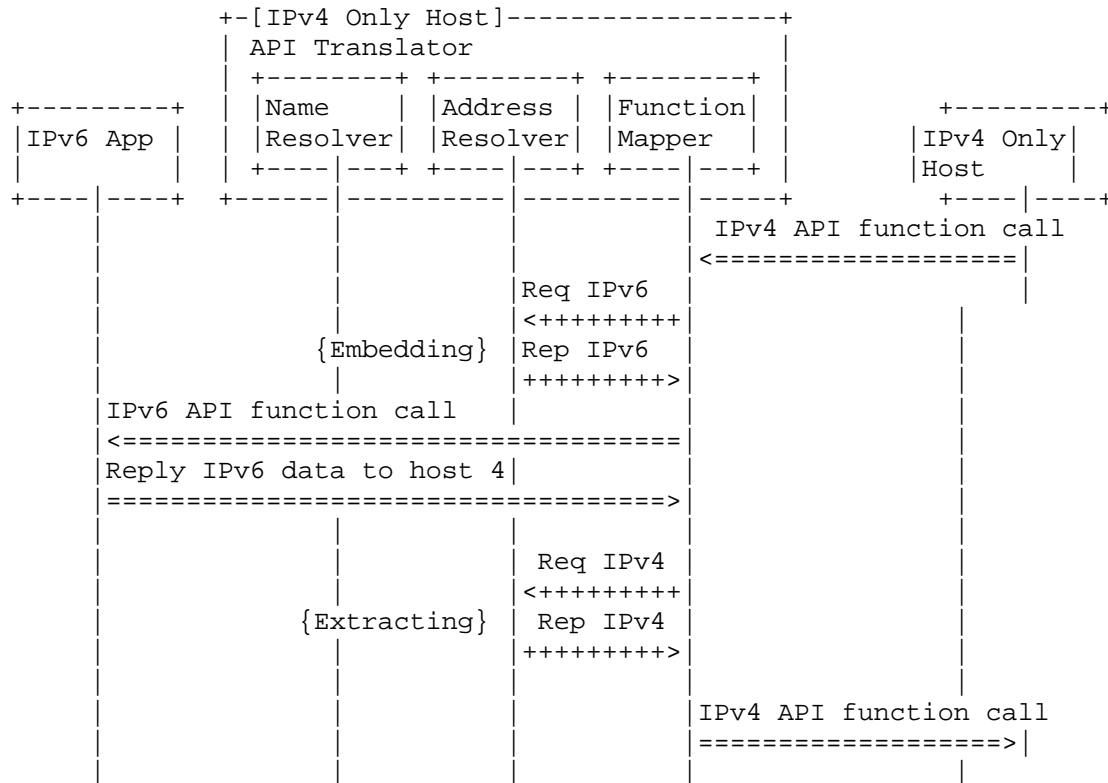 +-[IPv4 Only Host]-----------------+
| API Translator                   |
| +--------+ +--------+ +--------+ |
+---------+  | |Name    | |Address | |Function| |         +---------+
|IPv6 App |  | |Resolver| |Resolver| |Mapper  | |        |IPv4 Only|
|         |  | +----|---+ +----|---+ +----|---+ |        |Host     |
+----|----+  +------|----------|----------|-----+         +----|----+
|              |          |          | IPv4 API function call
|              |          |          |<===================|
|              |          |Req IPv6  |                    |
|              |          |<+++++++++|                |
|             {Embedding} |Rep IPv6  |                |
|              |          |+++++++++>|                |
|IPv6 API function call   |          |                |
|<===================================|                |
|Reply IPv6 data to host 4|          |                |
|===================================>|                |
|              |          |          |                |
|              |          | Req IPv4 |                |
|              |          |<+++++++++|                |
|            {Extracting} | Rep IPv4 |                |
|              |          |+++++++++>|                |
|              |          |          |                |
|              |          |          |IPv4 API function call
|              |          |          |===================>|
|              |          |          |